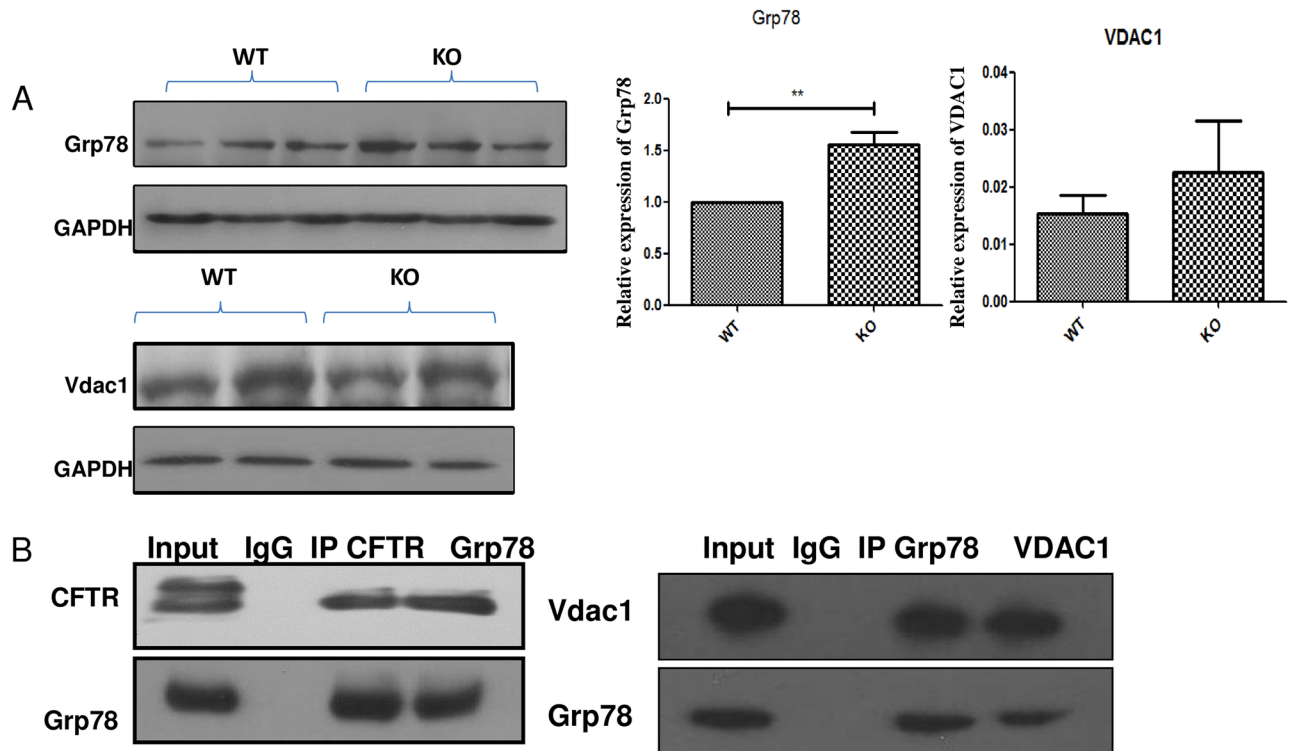 A
WT KO
Grp78
GAPDH
WT KO
Vdac1
GAPDH
Grp78
Relative expression of Grp78
2.0
1.5
1.0
0.5
0.0
**
WT KO
VDAC1
Relative expression of VDAC1
0.04
0.03
0.02
0.01
0.00
WT KO
B
Input IgG IP CFTR Grp78
CFTR
Grp78
Input IgG IP Grp78 VDAC1
Vdac1
Grp78